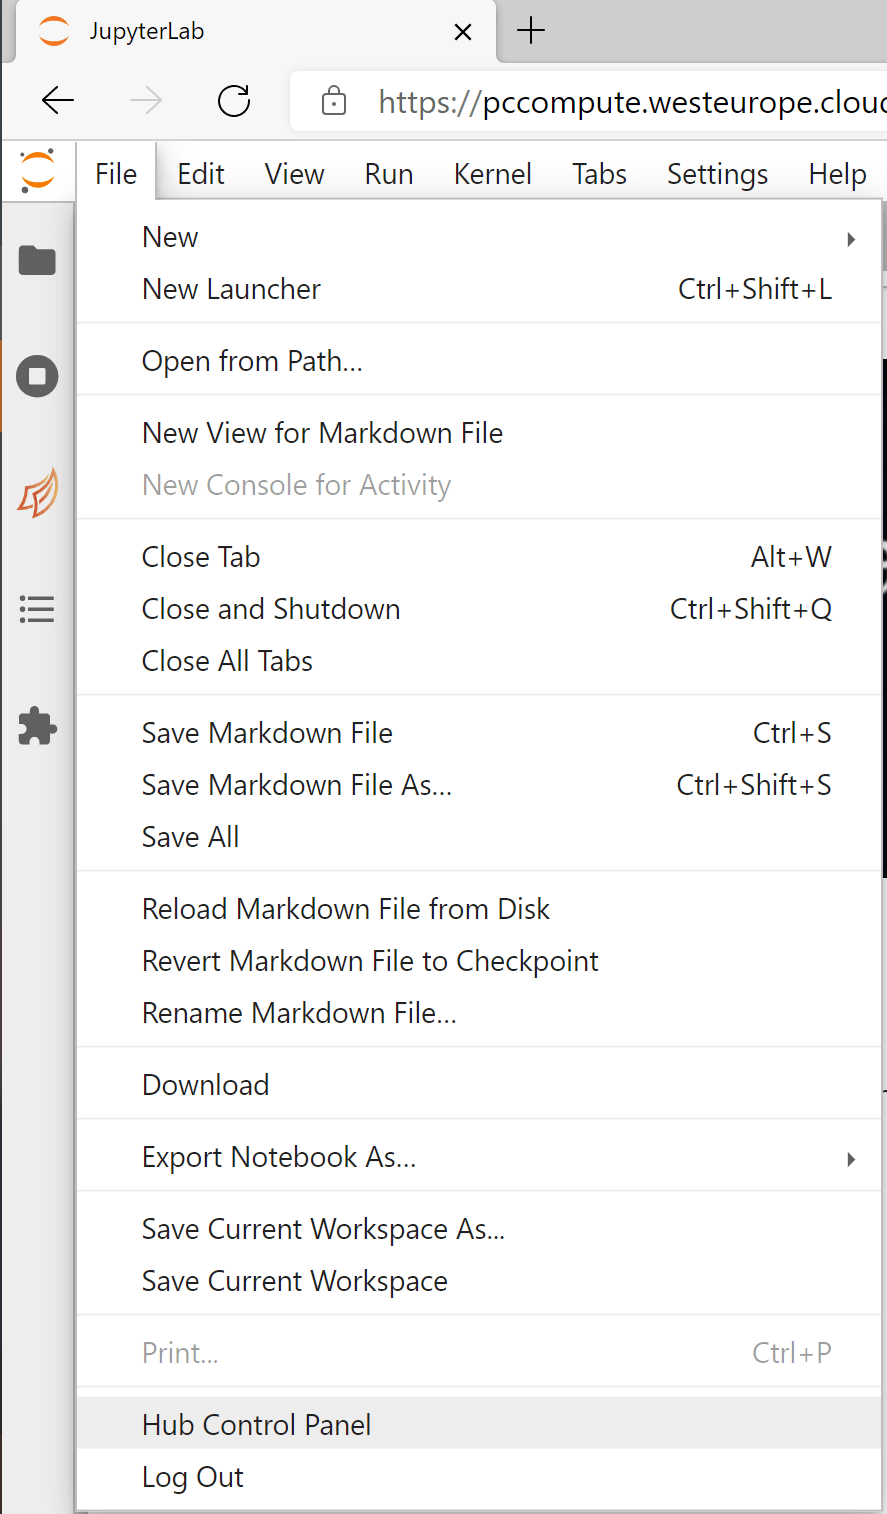 JupyterLab
https://pccompute.westeurope.clou
File Edit View Run Kernel Tabs Settings Help
New
New Launcher Ctrl+Shift+L
Open from Path...
New View for Markdown File
New Console for Activity
Close Tab Alt+W
Close and Shutdown Ctrl+Shift+Q
Close All Tabs
Save Markdown File Ctrl+S
Save Markdown File As... Ctrl+Shift+S
Save All
Reload Markdown File from Disk
Revert Markdown File to Checkpoint
Rename Markdown File...
Download
Export Notebook As...
Save Current Workspace As...
Save Current Workspace
Print... Ctrl+P
Hub Control Panel
Log Out